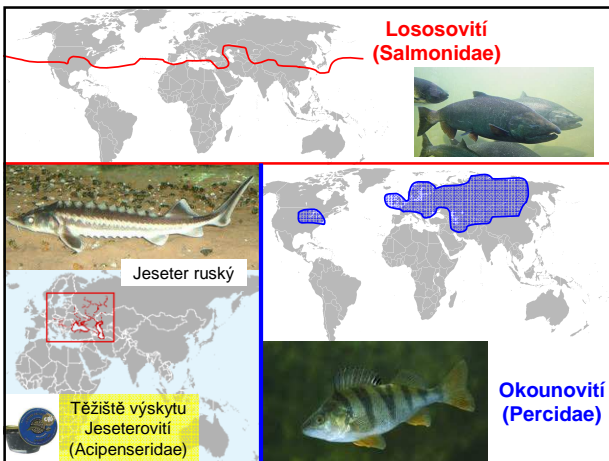 Lososovití
(Salmonidae)
Jeseter ruský
Těžiště výskytu
Jeseterovití
(Acipenseridae)
Okounovití
(Percidae)